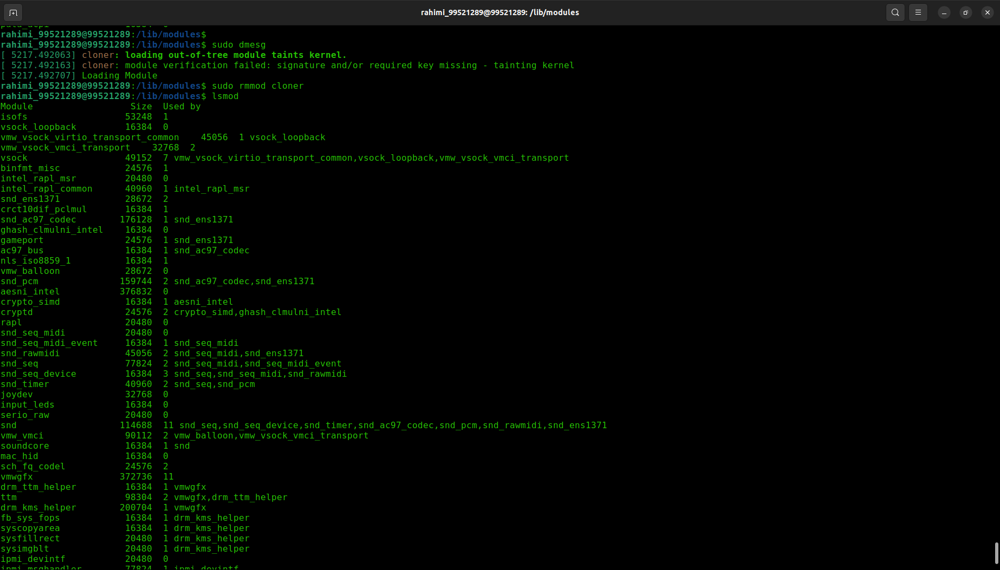 rahimi_99521289@99521289: /lib/modules
pata_acpi 16384 0
rahimi_99521289@99521289:/lib/modules$
rahimi_99521289@99521289:/lib/modules$ sudo dmesg
[ 5217.492063] cloner: loading out-of-tree module taints kernel.
[ 5217.492163] cloner: module verification failed: signature and/or required key missing - tainting kernel
[ 5217.492707] Loading Module
rahimi_99521289@99521289:/lib/modules$ sudo rmmod cloner
rahimi_99521289@99521289:/lib/modules$ lsmod
Module                  Size  Used by
isofs                  53248  1
vsock_loopback         16384  0
vmw_vsock_virtio_transport_common    45056  1 vsock_loopback
vmw_vsock_vmci_transport    32768  2
vsock                  49152  7 vmw_vsock_virtio_transport_common,vsock_loopback,vmw_vsock_vmci_transport
binfmt_misc            24576  1
intel_rapl_msr         20480  0
intel_rapl_common      40960  1 intel_rapl_msr
snd_ens1371            28672  2
crct10dif_pclmul       16384  1
snd_ac97_codec        176128  1 snd_ens1371
ghash_clmulni_intel    16384  0
gameport               24576  1 snd_ens1371
ac97_bus               16384  1 snd_ac97_codec
nls_iso8859_1          16384  1
vmw_balloon            28672  0
snd_pcm               159744  2 snd_ac97_codec,snd_ens1371
aesni_intel           376832  0
crypto_simd            16384  1 aesni_intel
cryptd                 24576  2 crypto_simd,ghash_clmulni_intel
rapl                   20480  0
snd_seq_midi           20480  0
snd_seq_midi_event     16384  1 snd_seq_midi
snd_rawmidi            45056  2 snd_seq_midi,snd_ens1371
snd_seq                77824  2 snd_seq_midi,snd_seq_midi_event
snd_seq_device         16384  3 snd_seq,snd_seq_midi,snd_rawmidi
snd_timer              40960  2 snd_seq,snd_pcm
joydev                 32768  0
input_leds             16384  0
serio_raw              20480  0
snd                   114688  11 snd_seq,snd_seq_device,snd_timer,snd_ac97_codec,snd_pcm,snd_rawmidi,snd_ens1371
vmw_vmci               90112  2 vmw_balloon,vmw_vsock_vmci_transport
soundcore              16384  1 snd
mac_hid                16384  0
sch_fq_codel           24576  2
vmwgfx                372736  11
drm_ttm_helper         16384  1 vmwgfx
ttm                    98304  2 vmwgfx,drm_ttm_helper
drm_kms_helper        200704  1 vmwgfx
fb_sys_fops            16384  1 drm_kms_helper
syscopyarea            16384  1 drm_kms_helper
sysfillrect            20480  1 drm_kms_helper
sysimgblt              20480  1 drm_kms_helper
ipmi_devintf           20480  0
ipmi_msghandler        77824  1 ipmi_devintf